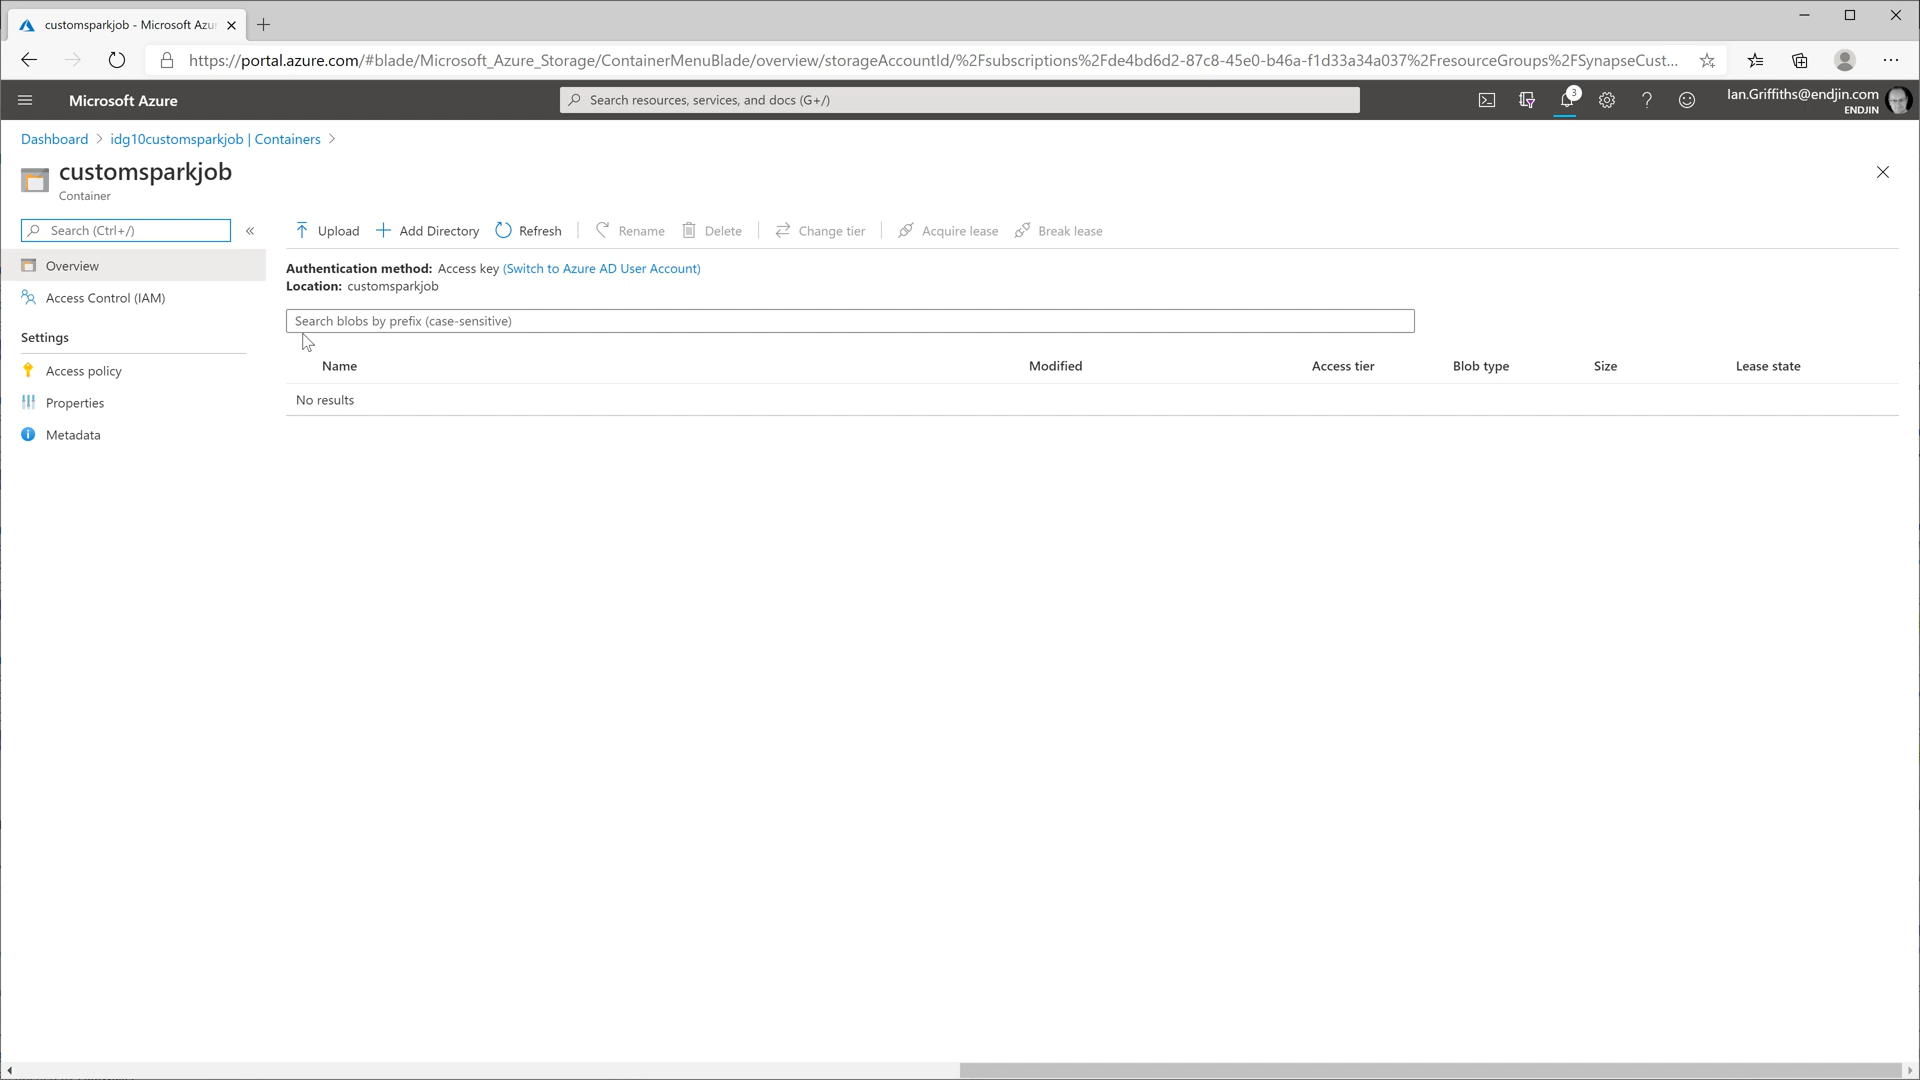 customsparkjob - Microsoft Azu
https://portal.azure.com/#blade/Microsoft_Azure_Storage/ContainerMenuBlade/overview/storageAccountId/%2Fsubscriptions%2Fde4bd6d2-87c8-45e0-b46a-f1d33a34a037%2FresourceGroups%2FSynapseCust...
Microsoft Azure
Search resources, services, and docs (G+/)
3
Ian.Griffiths@endjin.com
ENDJIN
Dashboard > idg10customsparkjob | Containers >
customsparkjob
Container
Search (Ctrl+/)
«
Upload Add Directory Refresh Rename Delete Change tier Acquire lease Break lease
Overview
Access Control (IAM)
Settings
Access policy
Properties
Metadata
Authentication method: Access key (Switch to Azure AD User Account)
Location: customsparkjob
Search blobs by prefix (case-sensitive)
Name Modified Access tier Blob type Size Lease state
No results